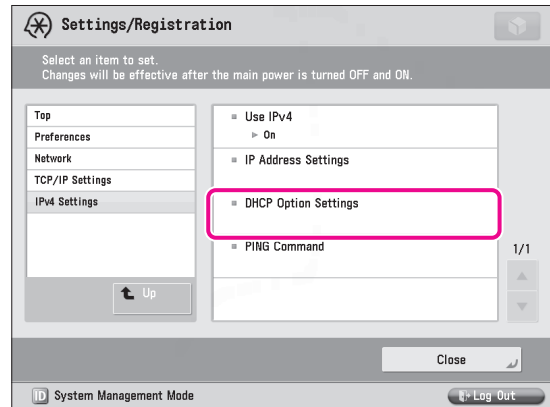 Settings/Registration
Select an item to set.
Changes will be effective after the main power is turned OFF and ON.
Top
Preferences
Network
TCP/IP Settings
IPv4 Settings
Up
Use IPv4
On
IP Address Settings
DHCP Option Settings
PING Command
1/1
Close
ID System Management Mode
Log Out